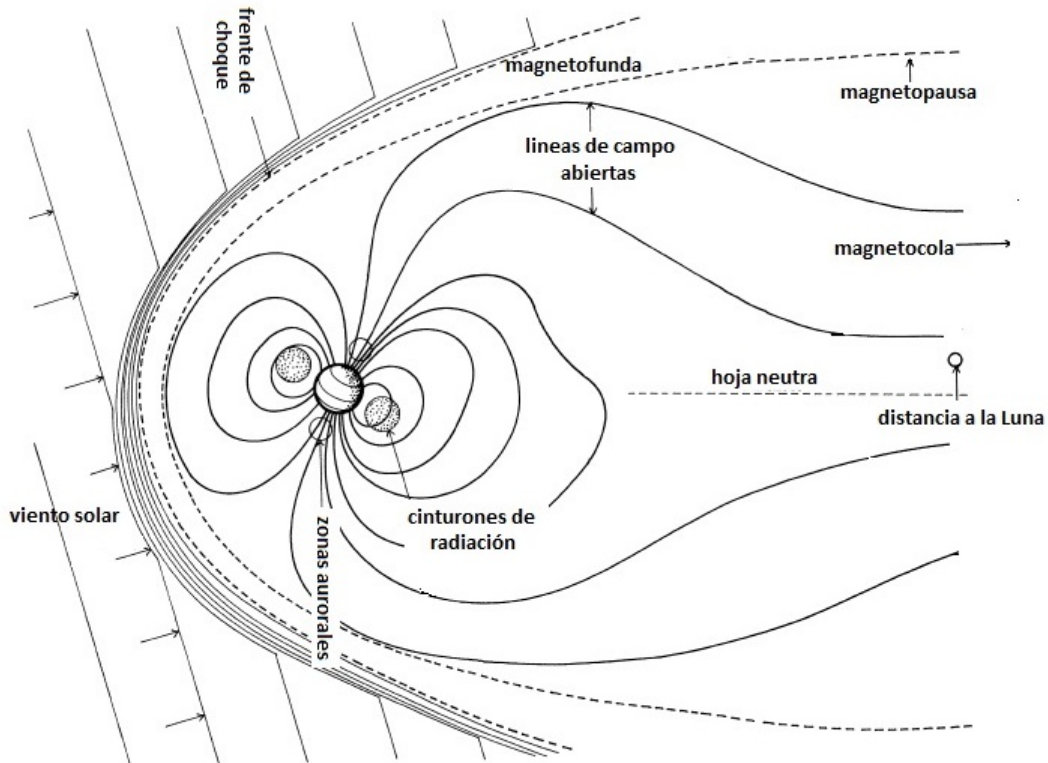 frente de
choque
magnetofunda
magnetopausa
lineas de campo
abiertas
magnetocola
hoja neutra
distancia a la Luna
viento solar
cinturones de
radiación
zonas aurorales